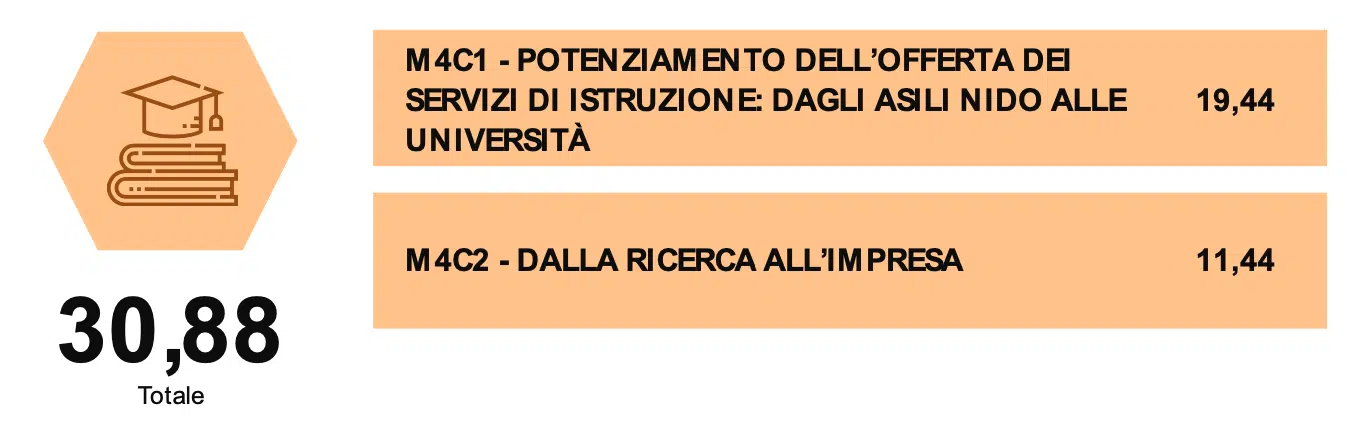 M4C1 - POTENZIAMENTO DELL’OFFERTA DEI
SERVIZI DI ISTRUZIONE: DAGLI ASILI NIDO ALLE
UNIVERSITÀ
19,44
M4C2 - DALLA RICERCA ALL’IMPRESA
11,44
30,88
Totale